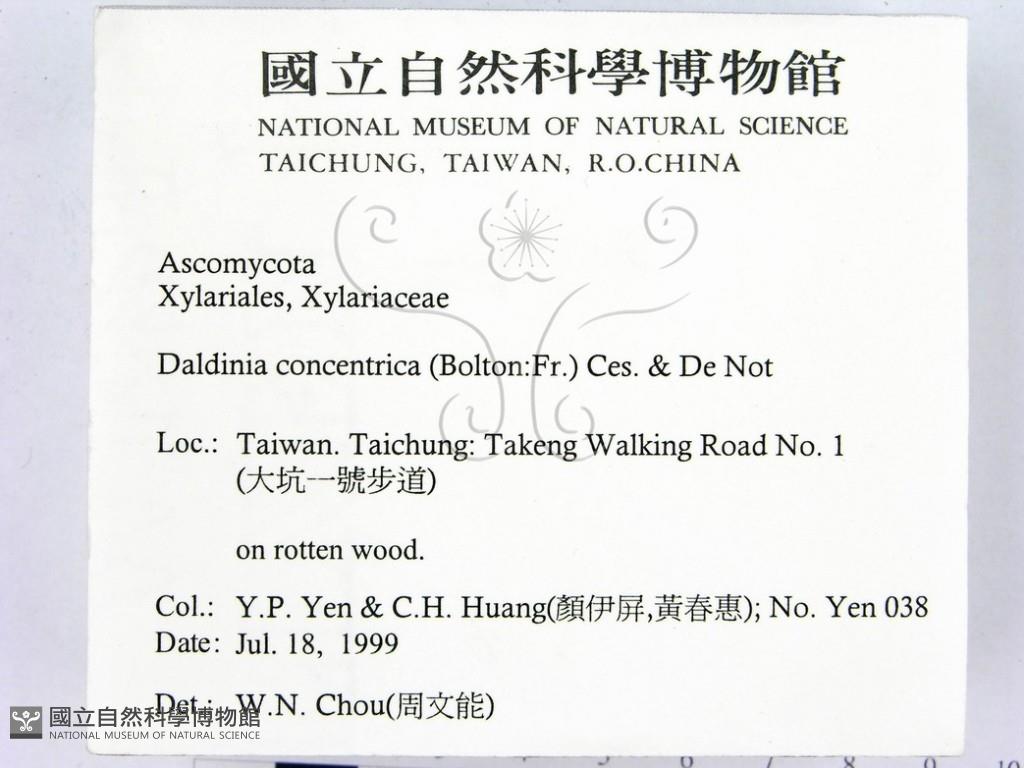 國立自然科學博物館
NATIONAL MUSEUM OF NATURAL SCIENCE
TAICHUNG, TAIWAN, R.O.CHINA
Ascomycota
Xylariales, Xylariaceae
Daldinia concentrica (Bolton:Fr.) Ces. & De Not
Loc.: Taiwan. Taichung: Takeng Walking Road No. 1
(大坑一號步道)
on rotten wood.
Col.: Y.P. Yen & C.H. Huang(顏伊屏,黃春惠); No. Yen 038
Date: Jul. 18, 1999
Det.: W.N. Chou(周文能)
國立自然科學博物館
NATIONAL MUSEUM OF NATURAL SCIENCE